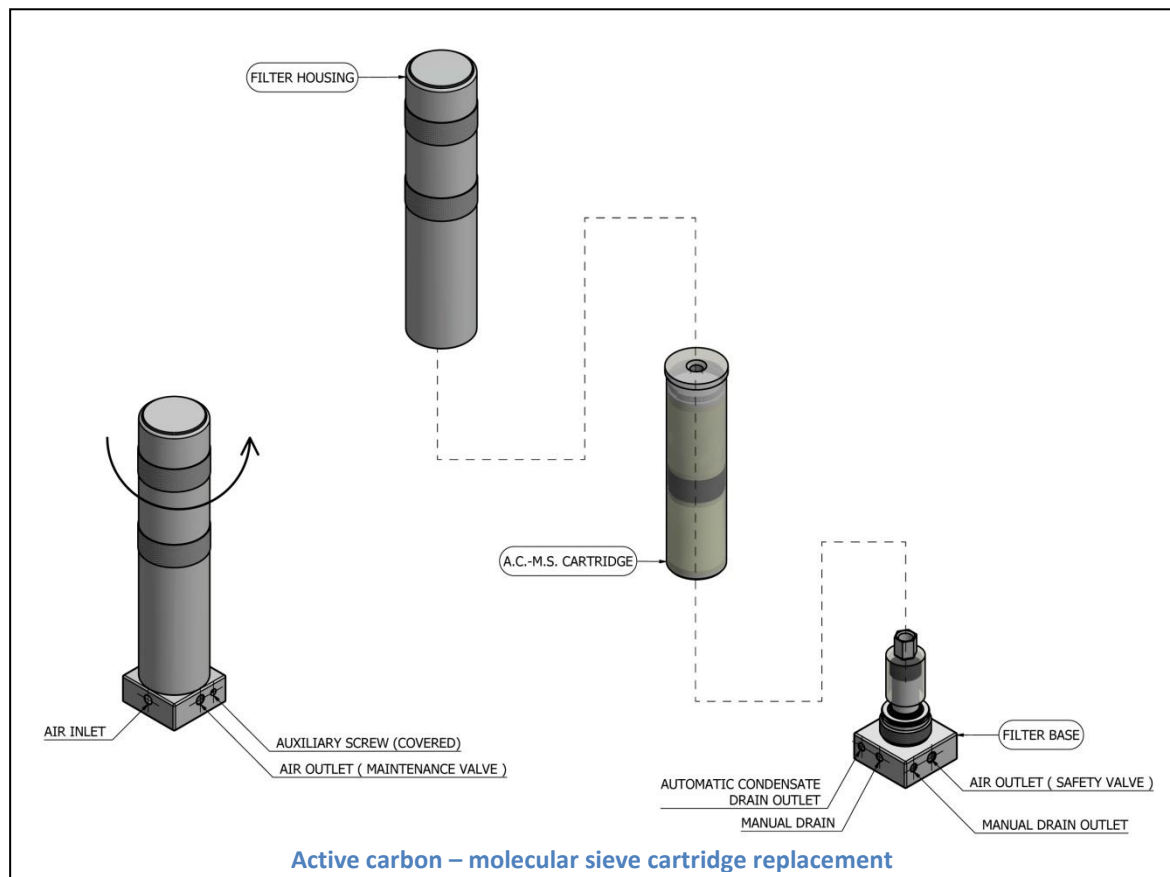 FILTER HOUSING
A.C.-M.S. CARTRIDGE
AIR INLET
AUXILIARY SCREW (COVERED)
AIR OUTLET ( MAINTENANCE VALVE )
FILTER BASE
AUTOMATIC CONDENSATE
DRAIN OUTLET
AIR OUTLET ( SAFETY VALVE )
MANUAL DRAIN
MANUAL DRAIN OUTLET
Active carbon – molecular sieve cartridge replacement